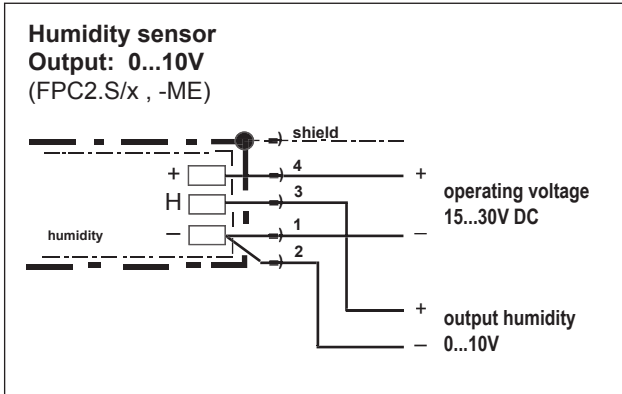 Humidity sensor
Output: 0...10V
(FPC2.S/x , -ME)
shield
+ 4 +
H 3
operating voltage
15...30V DC
humidity – 1 –
2
+
output humidity
– 0...10V